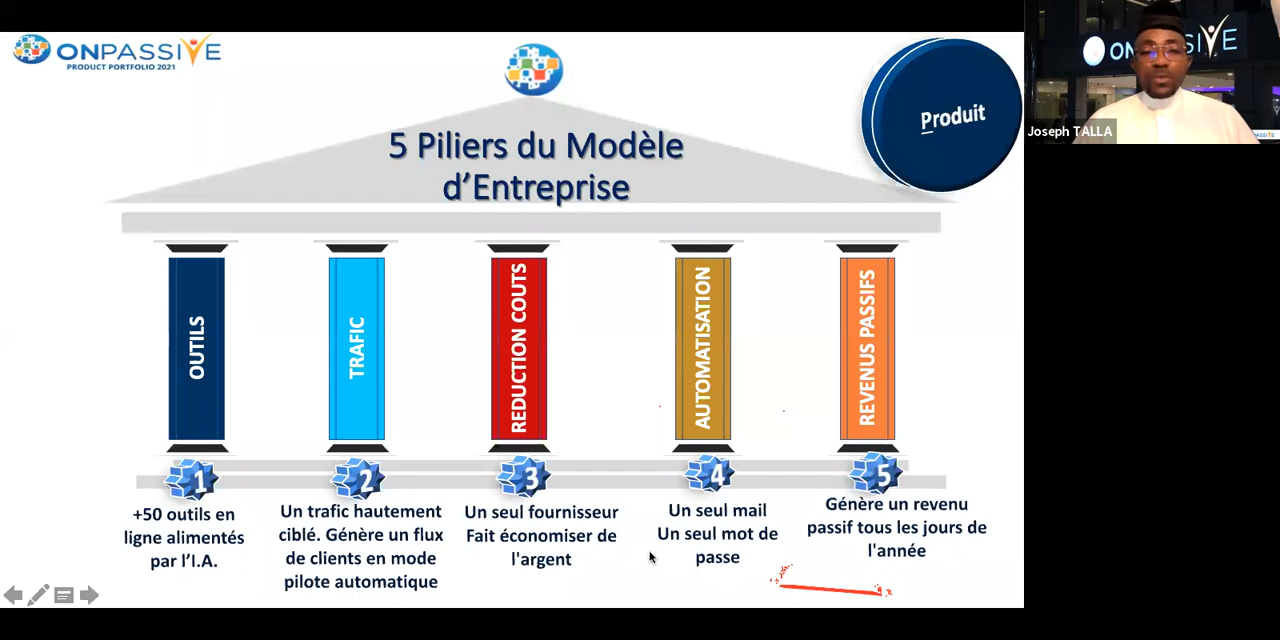 ONPASSIVE
PRODUCT PORTFOLIO 2021
5 Piliers du Modèle
d’Entreprise
Produit
ONPASSIVE
Joseph TALLA
OUTILS
TRAFIC
REDUCTION COUTS
AUTOMATISATION
REVENUS PASSIFS
1
+50 outils en
ligne alimentés
par l’I.A.
2
Un trafic hautement
ciblé. Génère un flux
de clients en mode
pilote automatique
3
Un seul fournisseur
Fait économiser de
l'argent
4
Un seul mail
Un seul mot de
passe
5
Génère un revenu
passif tous les jours de
l'année